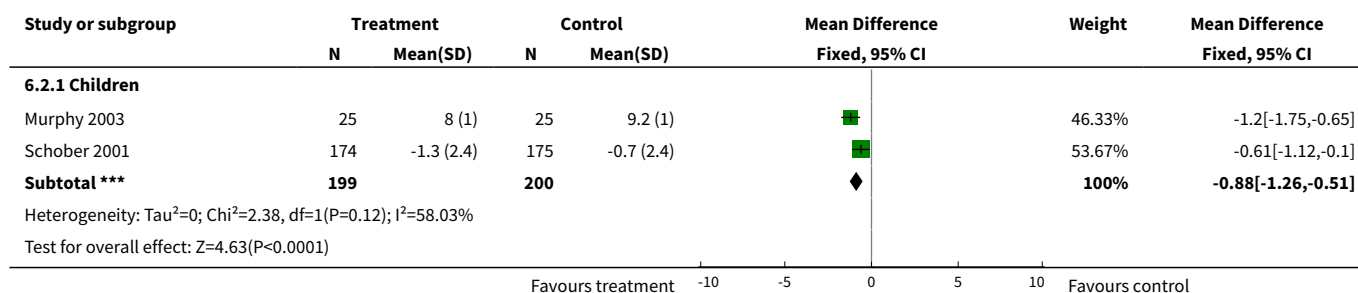 Study or subgroup Treatment Control Mean Difference Weight Mean Difference
N Mean(SD) N Mean(SD) Fixed, 95% CI Fixed, 95% CI
6.2.1 Children
Murphy 2003 25 8 (1) 25 9.2 (1) 46.33% -1.2[-1.75,-0.65]
Schober 2001 174 -1.3 (2.4) 175 -0.7 (2.4) 53.67% -0.61[-1.12,-0.1]
Subtotal *** 199 200 100% -0.88[-1.26,-0.51]
Heterogeneity: Tau²=0; Chi²=2.38, df=1(P=0.12); I²=58.03%
Test for overall effect: Z=4.63(P<0.0001)
Favours treatment -10 -5 0 5 10 Favours control